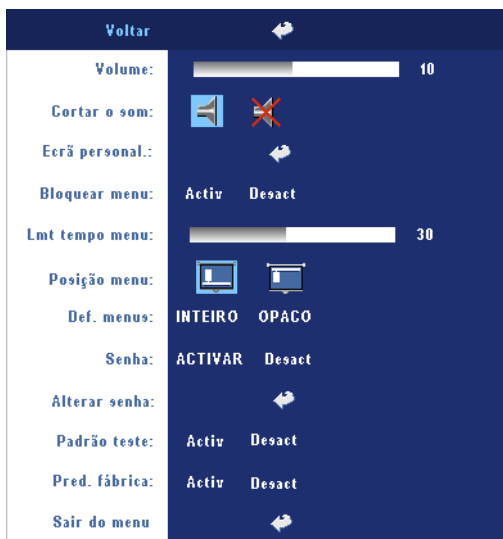 Voltar
Volume: 10
Cortar o som:
Ecrã personal.:
Bloquear menu: Activ Desact
Lmt tempo menu: 30
Posição menu:
Def. menus: INTEIRO OPACO
Senha: ACTIVAR Desact
Alterar senha:
Padrão teste: Activ Desact
Pred. fábrica: Activ Desact
Sair do menu